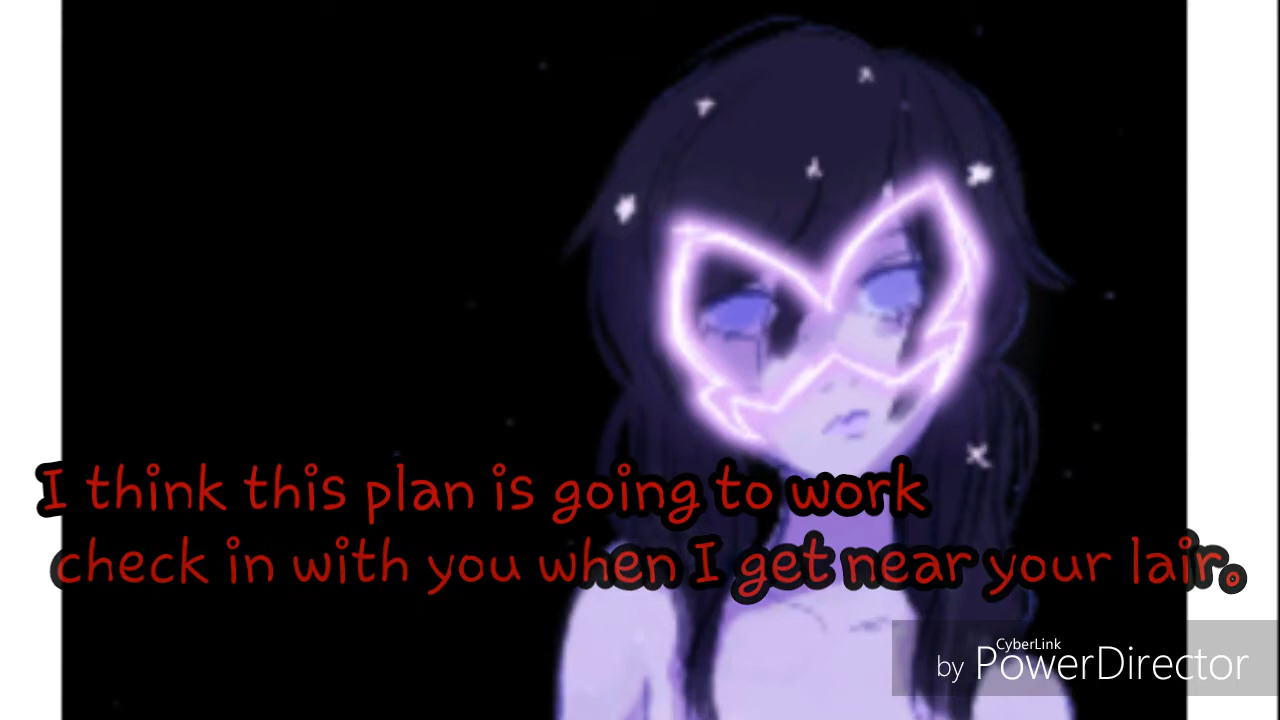 I think this plan is going to work
check in with you when I get near your lair.
CyberLink
by PowerDirector